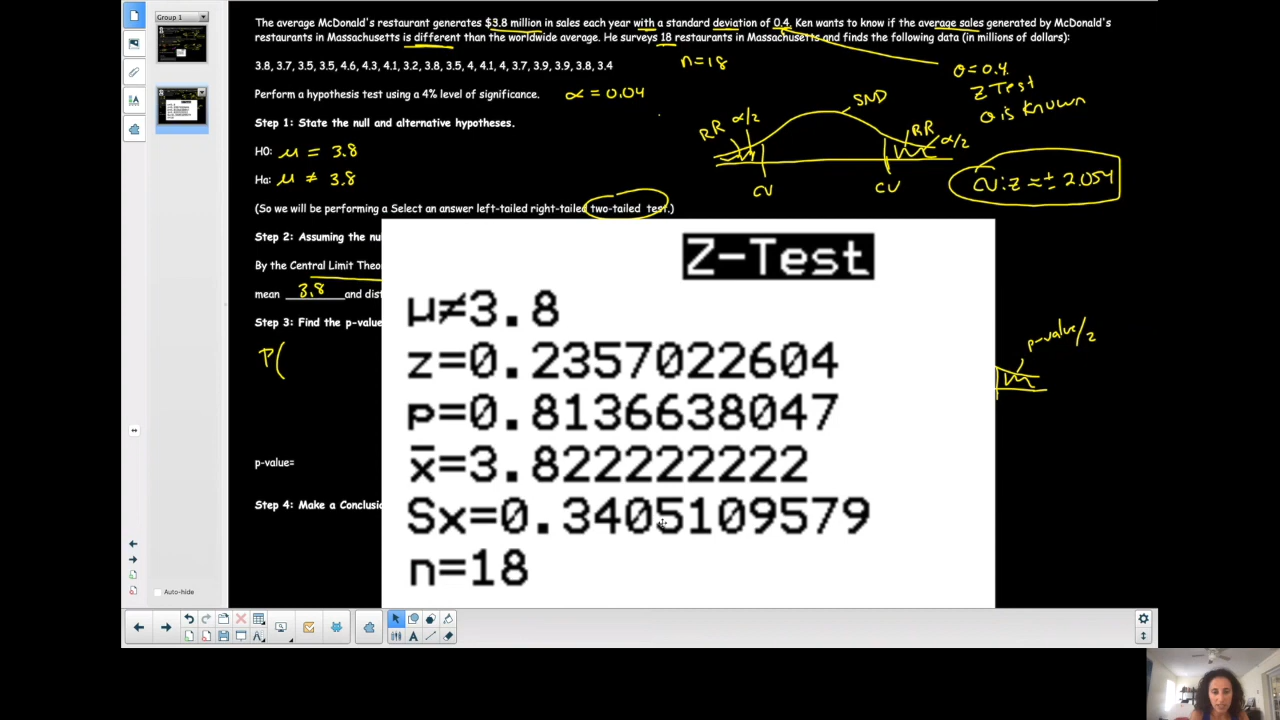 Group 1
The average McDonald's restaurant generates $3.8 million in sales each year with a standard deviation of 0.4. Ken wants to know if the average sales generated by McDonald's
restaurants in Massachusetts is different than the worldwide average. He surveys 18 restaurants in Massachusetts and finds the following data (in millions of dollars):
3.8, 3.7, 3.5, 3.5, 4.6, 4.3, 4.1, 3.2, 3.8, 3.5, 4, 4.1, 4, 3.7, 3.9, 3.9, 3.8, 3.4
n=18
σ=0.4
Z Test
σ is known
Perform a hypothesis test using a 4% level of significance.
α = 0.04
SND
RR α/2
RR
α/2
CV
CV
CV: z = ± 2.054
Step 1: State the null and alternative hypotheses.
H0: μ = 3.8
Ha: μ ≠ 3.8
(So we will be performing a Select an answer left-tailed right-tailed two-tailed test.)
Step 2: Assuming the nu
By the Central Limit Theo
mean 3.8 and dist
Step 3: Find the p-value
P(
p-value/2
p-value=
Step 4: Make a Conclusi
Z-Test
μ≠3.8
z=0.2357022604
p=0.8136638047
x̄=3.822222222
Sx=0.3405109579
n=18
Auto-hide